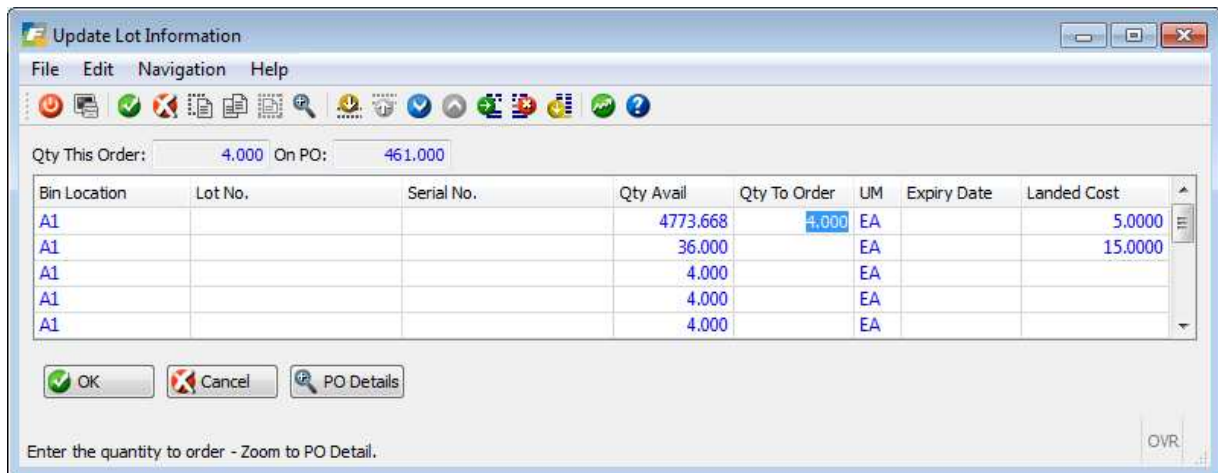 Update Lot Information
File Edit Navigation Help
Qty This Order: 4.000 On PO: 461.000
Bin Location Lot No. Serial No. Qty Avail Qty To Order UM Expiry Date Landed Cost
A1 4773.668 4.000 EA 5.0000
A1 36.000 EA 15.0000
A1 4.000 EA
A1 4.000 EA
A1 4.000 EA
OK Cancel PO Details
Enter the quantity to order - Zoom to PO Detail. OVR